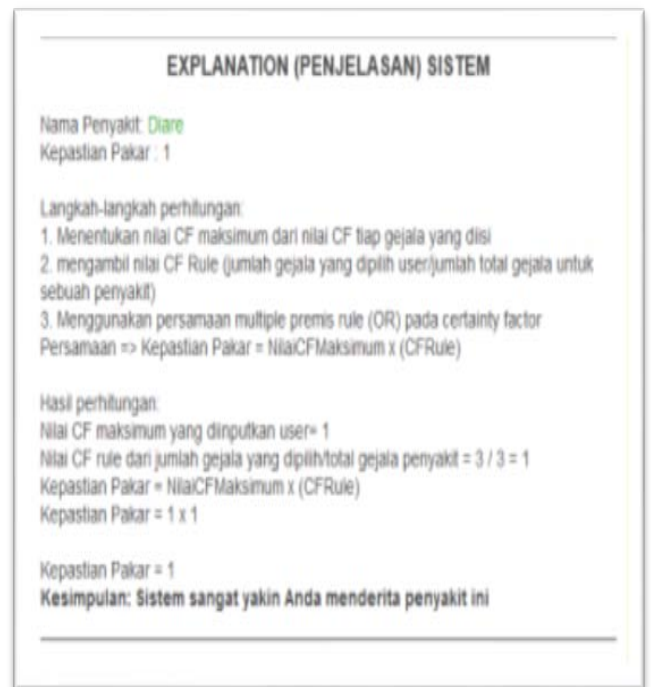 EXPLANATION (PENJELASAN) SISTEM
Nama Penyakit: Diare
Kepastian Pakar : 1
Langkah-langkah perhitungan:
1. Menentukan nilai CF maksimum dari nilai CF tiap gejala yang diisi
2. mengambil nilai CF Rule (jumlah gejala yang dipilih user/jumlah total gejala untuk
sebuah penyakit)
3. Menggunakan persamaan multiple premis rule (OR) pada certainty factor
Persamaan => Kepastian Pakar = NilaiCFMaksimum x (CFRule)
Hasil perhitungan:
Nilai CF maksimum yang diinputkan user= 1
Nilai CF rule dari jumlah gejala yang dipilih/total gejala penyakit = 3 / 3 = 1
Kepastian Pakar = NilaiCFMaksimum x (CFRule)
Kepastian Pakar = 1 x 1
Kepastian Pakar = 1
Kesimpulan: Sistem sangat yakin Anda menderita penyakit ini